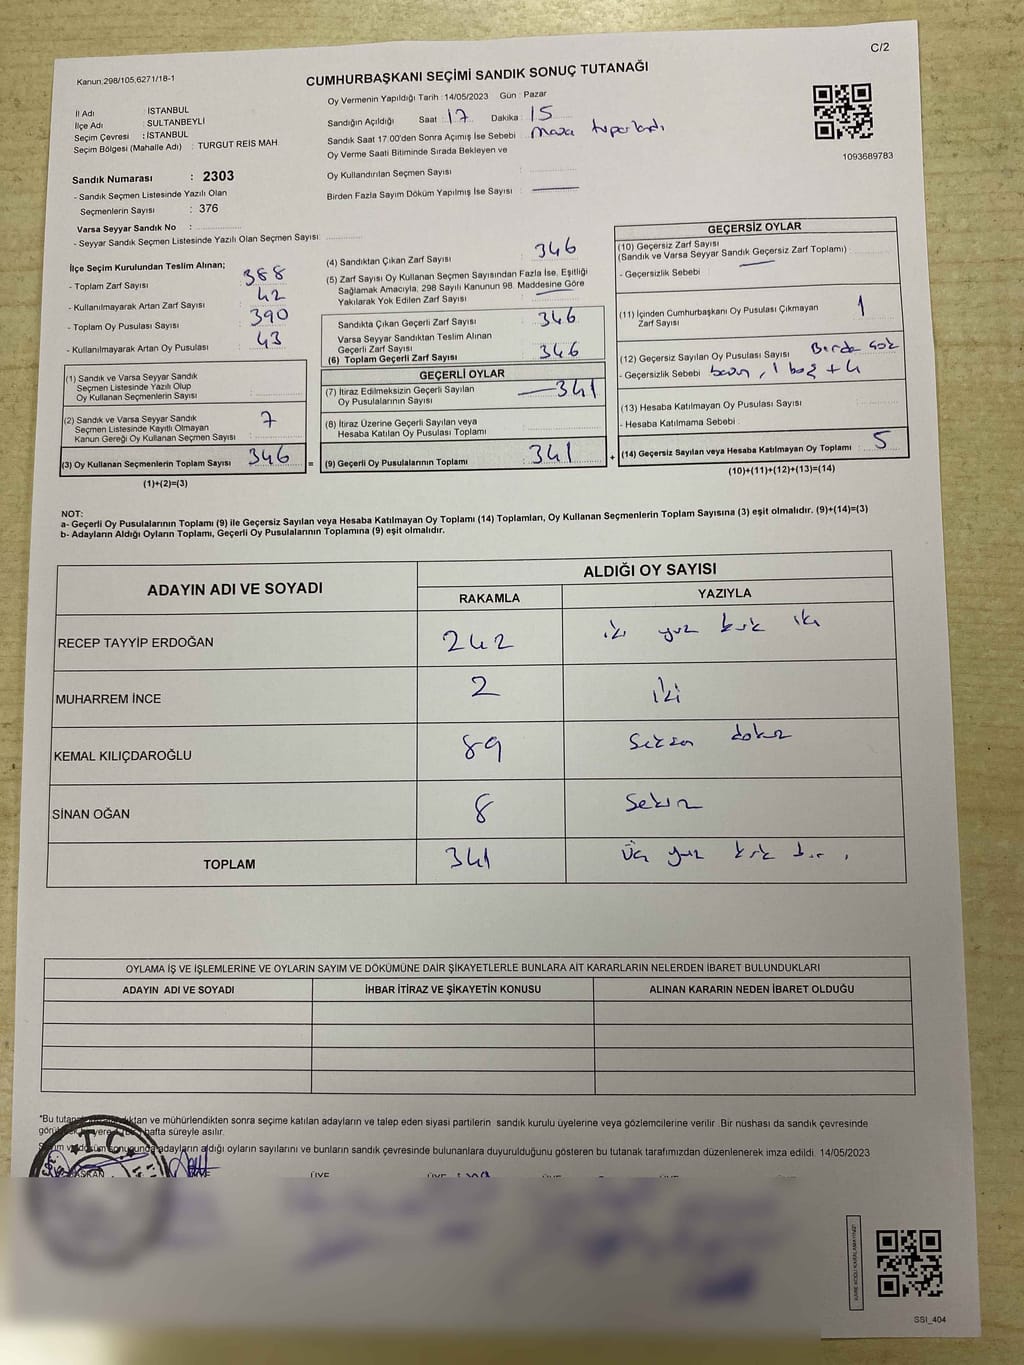 C/2
Kanun.298/105,6271/18-1
CUMHURBAŞKANI SEÇİMİ SANDIK SONUÇ TUTANAĞI
İl Adı : İSTANBUL
İlçe Adı : SULTANBEYLİ
Seçim Çevresi : İSTANBUL
Seçim Bölgesi (Mahalle Adı) : TURGUT REİS MAH.
Sandık Numarası : 2303
- Sandık Seçmen Listesinde Yazılı Olan
Seçmenlerin Sayısı : 376
Varsa Seyyar Sandık No :
- Seyyar Sandık Seçmen Listesinde Yazılı Olan Seçmen Sayısı:
Oy Vermenin Yapıldığı Tarih :14/05/2023 Gün : Pazar
Sandığın Açıldığı Saat : 17 Dakika : 15
Sandık Saat 17.00'den Sonra Açımış İse Sebebi : masa toparlandı
Oy Verme Saati Bitiminde Sırada Bekleyen ve
Oy Kullandırılan Seçmen Sayısı :
Birden Fazla Sayım Döküm Yapılmış İse Sayısı :
1093689783
İlçe Seçim Kurulundan Teslim Alınan;
- Toplam Zarf Sayısı : 388
- Kullanılmayarak Artan Zarf Sayısı : 42
- Toplam Oy Pusulası Sayısı : 390
- Kullanılmayarak Artan Oy Pusulası : 43
(1) Sandık ve Varsa Seyyar Sandık
Seçmen Listesinde Yazılı Olup
Oy Kullanan Seçmenlerin Sayısı :
(2) Sandık ve Varsa Seyyar Sandık
Seçmen Listesinde Kayıtlı Olmayan
Kanun Gereği Oy Kullanan Seçmen Sayısı : 7
(3) Oy Kullanan Seçmenlerin Toplam Sayısı 346
(1)+(2)=(3)
=
(4) Sandıktan Çıkan Zarf Sayısı : 346
(5) Zarf Sayısı Oy Kullanan Seçmen Sayısından Fazla İse, Eşitliği
Sağlamak Amacıyla, 298 Sayılı Kanunun 98. Maddesine Göre
Yakılarak Yok Edilen Zarf Sayısı :
Sandıkta Çıkan Geçerli Zarf Sayısı : 346
Varsa Seyyar Sandıktan Teslim Alınan
Geçerli Zarf Sayısı
(6) Toplam Geçerli Zarf Sayısı : 346
GEÇERLİ OYLAR
(7) İtiraz Edilmeksizin Geçerli Sayılan
Oy Pusulalarının Sayısı : 341
(8) İtiraz Üzerine Geçerli Sayılan veya
Hesaba Katılan Oy Pusulası Toplamı :
(9) Geçerli Oy Pusulalarının Toplamı : 341
+
GEÇERSİZ OYLAR
(10) Geçersiz Zarf Sayısı
(Sandık ve Varsa Seyyar Sandık Geçersiz Zarf Toplamı) :
- Geçersizlik Sebebi :
(11) İçinden Cumhurbaşkanı Oy Pusulası Çıkmayan
Zarf Sayısı : 1
(12) Geçersiz Sayılan Oy Pusulası Sayısı :
- Geçersizlik Sebebi : 1 boş + 4
(13) Hesaba Katılmayan Oy Pusulası Sayısı :
- Hesaba Katılmama Sebebi :
(14) Geçersiz Sayılan veya Hesaba Katılmayan Oy Toplamı : 5
(10)+(11)+(12)+(13)=(14)
NOT:
a- Geçerli Oy Pusulalarının Toplamı (9) ile Geçersiz Sayılan veya Hesaba Katılmayan Oy Toplamı (14) Toplamları, Oy Kullanan Seçmenlerin Toplam Sayısına (3) eşit olmalıdır. (9)+(14)=(3)
b- Adayların Aldığı Oyların Toplamı, Geçerli Oy Pusulalarının Toplamına (9) eşit olmalıdır.
ADAYIN ADI VE SOYADI ALDIĞI OY SAYISI
RAKAMLA YAZIYLA
RECEP TAYYİP ERDOĞAN 242 iki yüz kırk iki
MUHARREM İNCE 2 iki
KEMAL KILIÇDAROĞLU 89 seksen dokuz
SİNAN OĞAN 8 Sekiz
TOPLAM 341 Üç yüz kırk bir
OYLAMA İŞ VE İŞLEMLERİNE VE OYLARIN SAYIM VE DÖKÜMÜNE DAİR ŞİKAYETLERLE BUNLARA AİT KARARLARIN NELERDEN İBARET BULUNDUKLARI
ADAYIN ADI VE SOYADI İHBAR İTİRAZ VE ŞİKAYETİN KONUSU ALINAN KARARIN NEDEN İBARET OLDUĞU
*Bu ve mühürlendikten sonra seçime katılan adayların ve talep eden siyasi partilerin sandık kurulu üyelerine veya gözlemcilerine verilir .Bir nüshası da sandık çevresinde
hafta süreyle asılır.
adayların aldığı oyların sayılarını ve bunların sandık çevresinde bulunanlara duyurulduğunu gösteren bu tutanak tarafımızdan düzenlenerek imza edildi. 14/05/2023
T.C.
BAŞKAN ÜYE ÜYE ÜYE ÜYE
SSI_404